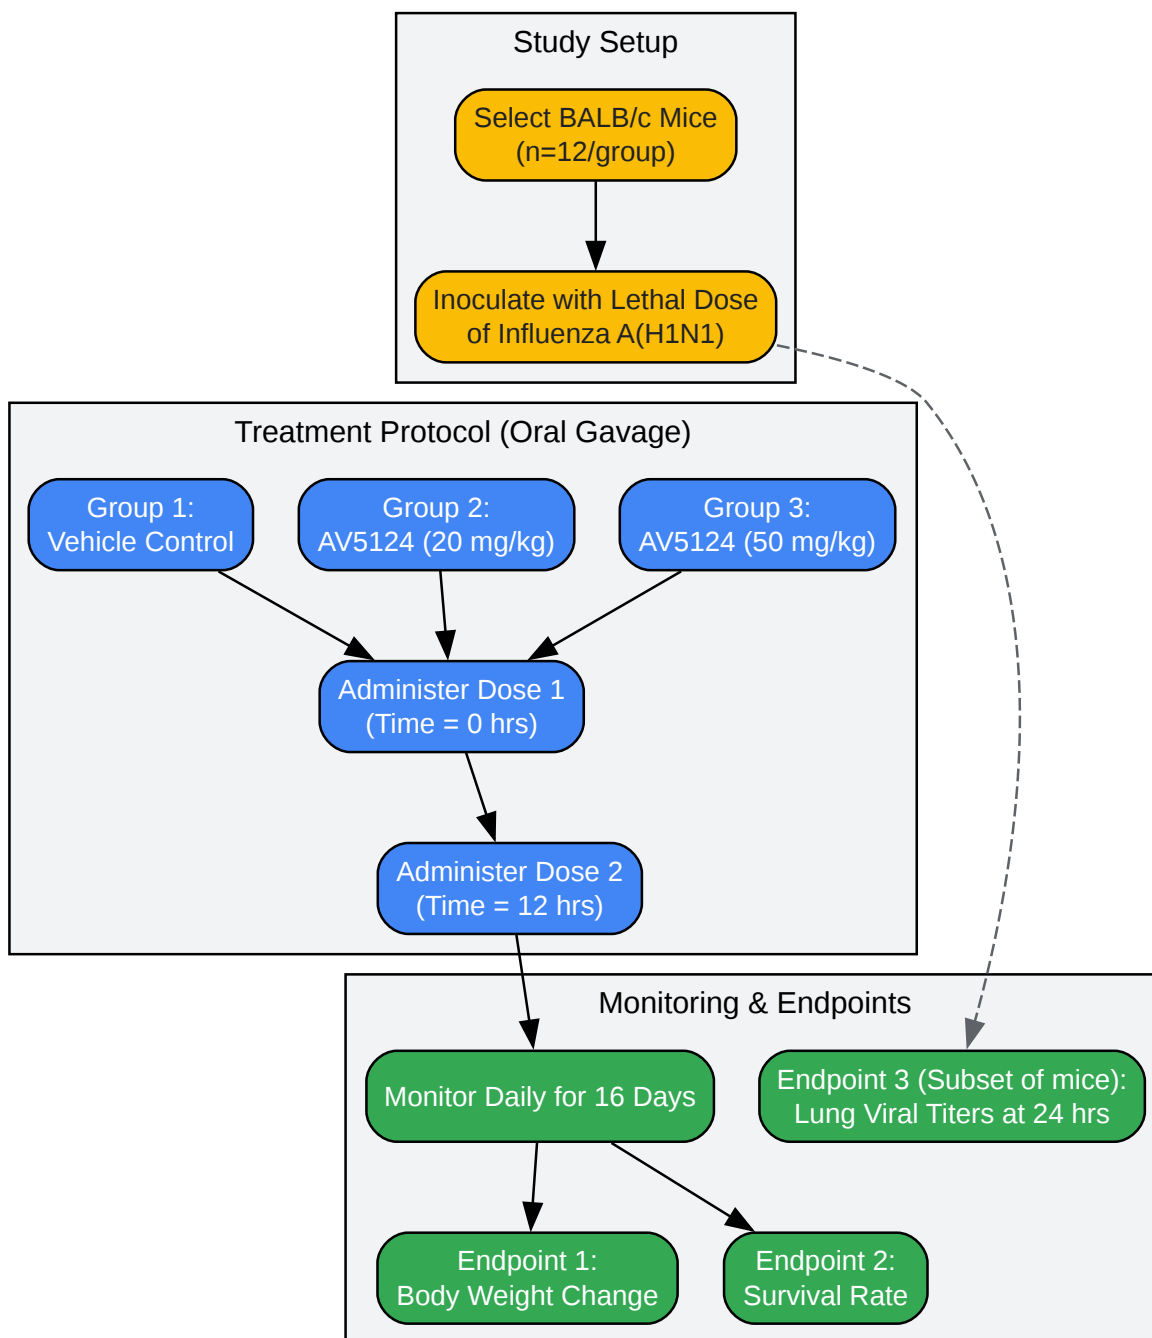 Study Setup
Select BALB/c Mice
(n=12/group)
Inoculate with Lethal Dose
of Influenza A(H1N1)
Treatment Protocol (Oral Gavage)
Group 1:
Vehicle Control
Group 2:
AV5124 (20 mg/kg)
Group 3:
AV5124 (50 mg/kg)
Administer Dose 1
(Time = 0 hrs)
Administer Dose 2
(Time = 12 hrs)
Monitoring & Endpoints
Monitor Daily for 16 Days
Endpoint 3 (Subset of mice):
Lung Viral Titers at 24 hrs
Endpoint 1:
Body Weight Change
Endpoint 2:
Survival Rate